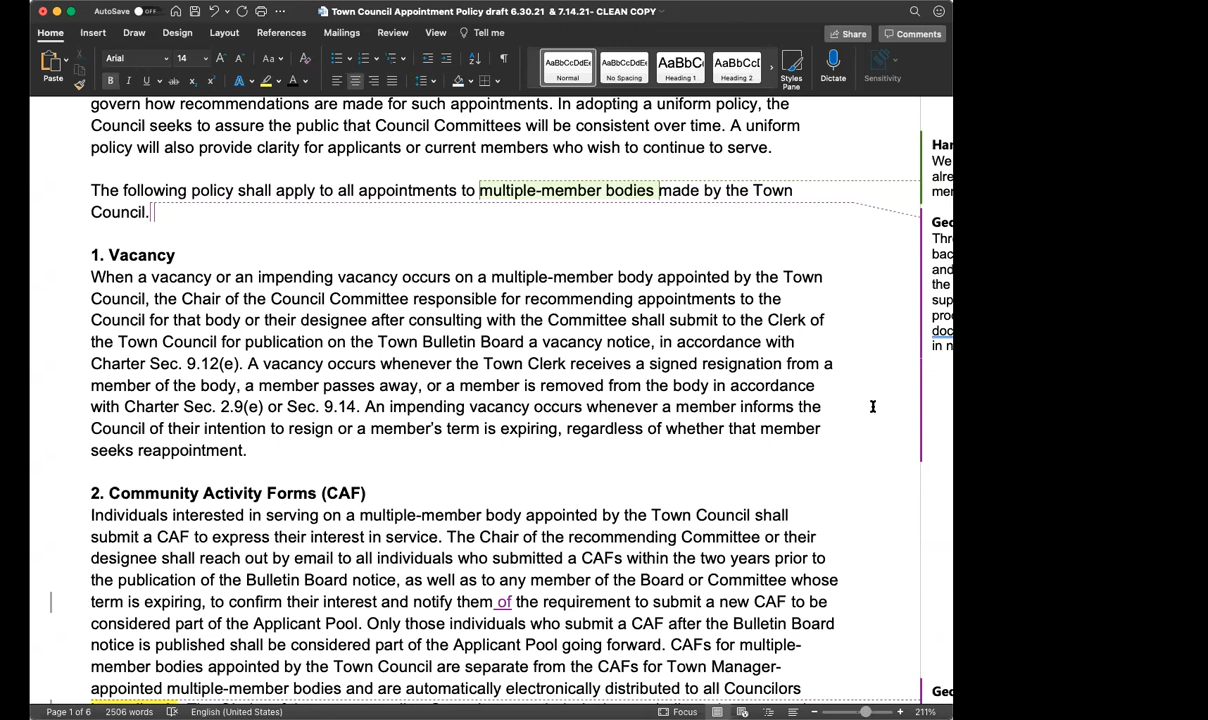 AutoSave OFF Town Council Appointment Policy draft 6.30.21 & 7.14.21- CLEAN COPY
Home Insert Draw Design Layout References Mailings Review View Tell me Share Comments
Paste Arial 14 Aa AaBbCcDdEe AaBbCcDdEe AaBbC AaBbCcD
B I U ab x A Normal No Spacing Heading 1 Heading 2 Styles Pane Dictate Sensitivity
govern how recommendations are made for such appointments. In adopting a uniform policy, the
Council seeks to assure the public that Council Committees will be consistent over time. A uniform
policy will also provide clarity for applicants or current members who wish to continue to serve.
The following policy shall apply to all appointments to multiple-member bodies made by the Town
Council.
1. Vacancy
When a vacancy or an impending vacancy occurs on a multiple-member body appointed by the Town
Council, the Chair of the Council Committee responsible for recommending appointments to the
Council for that body or their designee after consulting with the Committee shall submit to the Clerk of
the Town Council for publication on the Town Bulletin Board a vacancy notice, in accordance with
Charter Sec. 9.12(e). A vacancy occurs whenever the Town Clerk receives a signed resignation from a
member of the body, a member passes away, or a member is removed from the body in accordance
with Charter Sec. 2.9(e) or Sec. 9.14. An impending vacancy occurs whenever a member informs the
Council of their intention to resign or a member's term is expiring, regardless of whether that member
seeks reappointment.
2. Community Activity Forms (CAF)
Individuals interested in serving on a multiple-member body appointed by the Town Council shall
submit a CAF to express their interest in service. The Chair of the recommending Committee or their
designee shall reach out by email to all individuals who submitted a CAFs within the two years prior to
the publication of the Bulletin Board notice, as well as to any member of the Board or Committee whose
term is expiring, to confirm their interest and notify them of the requirement to submit a new CAF to be
considered part of the Applicant Pool. Only those individuals who submit a CAF after the Bulletin Board
notice is published shall be considered part of the Applicant Pool going forward. CAFs for multiple-
member bodies appointed by the Town Council are separate from the CAFs for Town Manager-
appointed multiple-member bodies and are automatically electronically distributed to all Councilors
Har
We
alre
mer
Geo
Thr
bac
and
the
sup
pro
doc
in n
Geo
Page 1 of 6 2506 words English (United States) Focus 211%